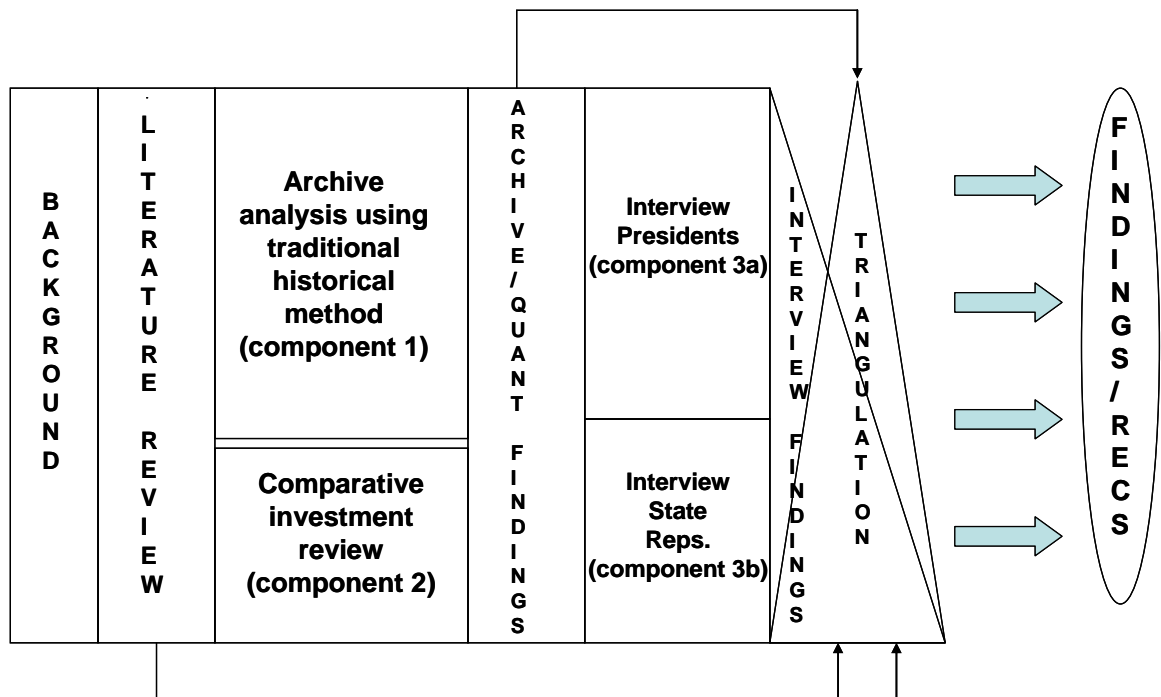 BACKGROUND
LITERATURE REVIEW
Archive
analysis using
traditional
historical
method
(component 1)
Comparative
investment
review
(component 2)
ARCHIVE/QUANT FINDINGS
Interview
Presidents
(component 3a)
Interview
State
Reps.
(component 3b)
INTERVIEW FINDINGS
TRIANGULATION
FINDINGS/RECS